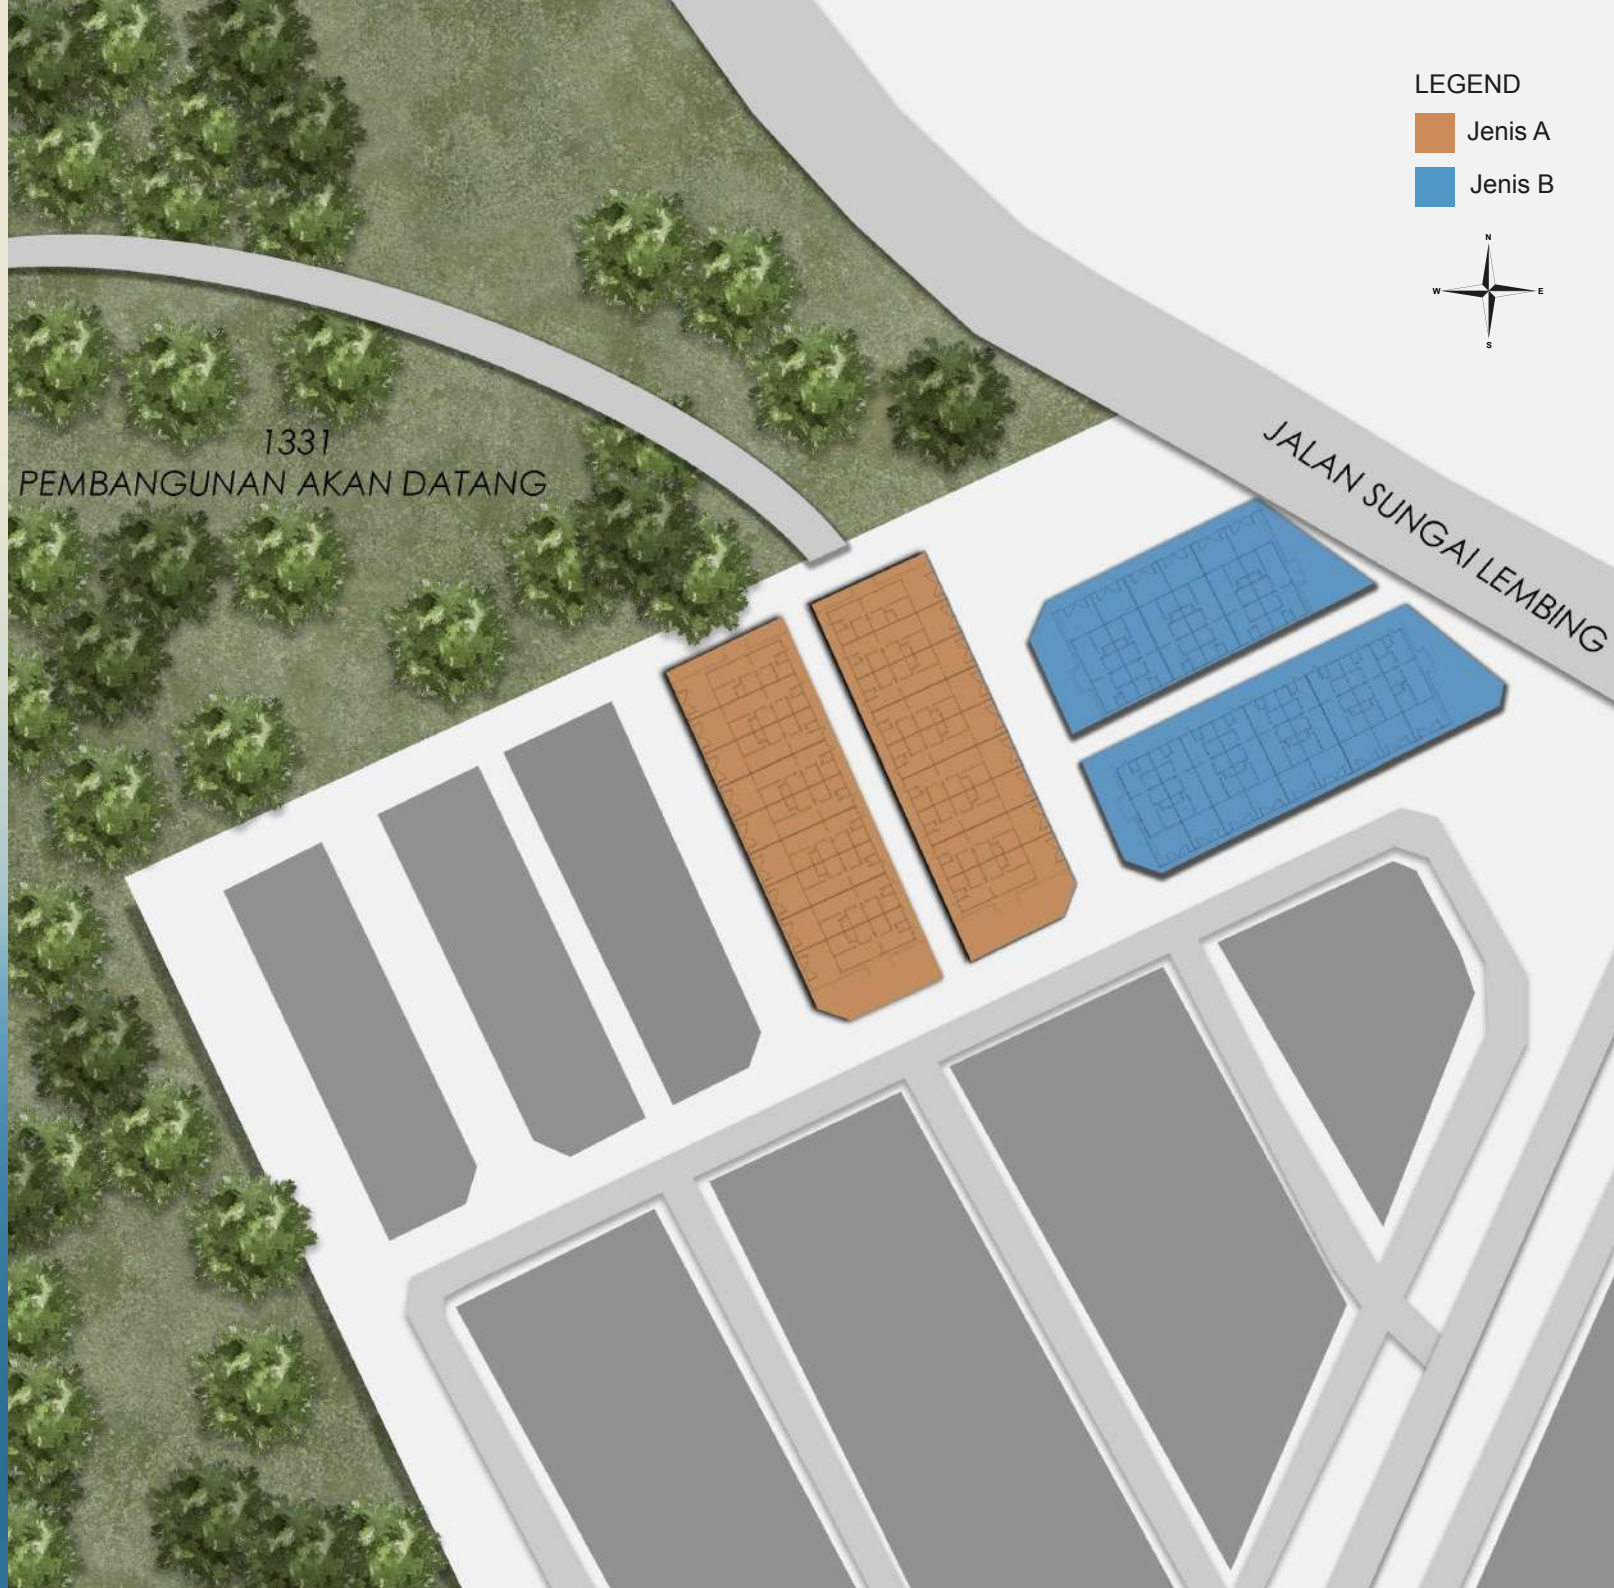 LEGEND
Jenis A
Jenis B
N
W E
S
JALAN SUNGAI LEMBING
1331
PEMBANGUNAN AKAN DATANG